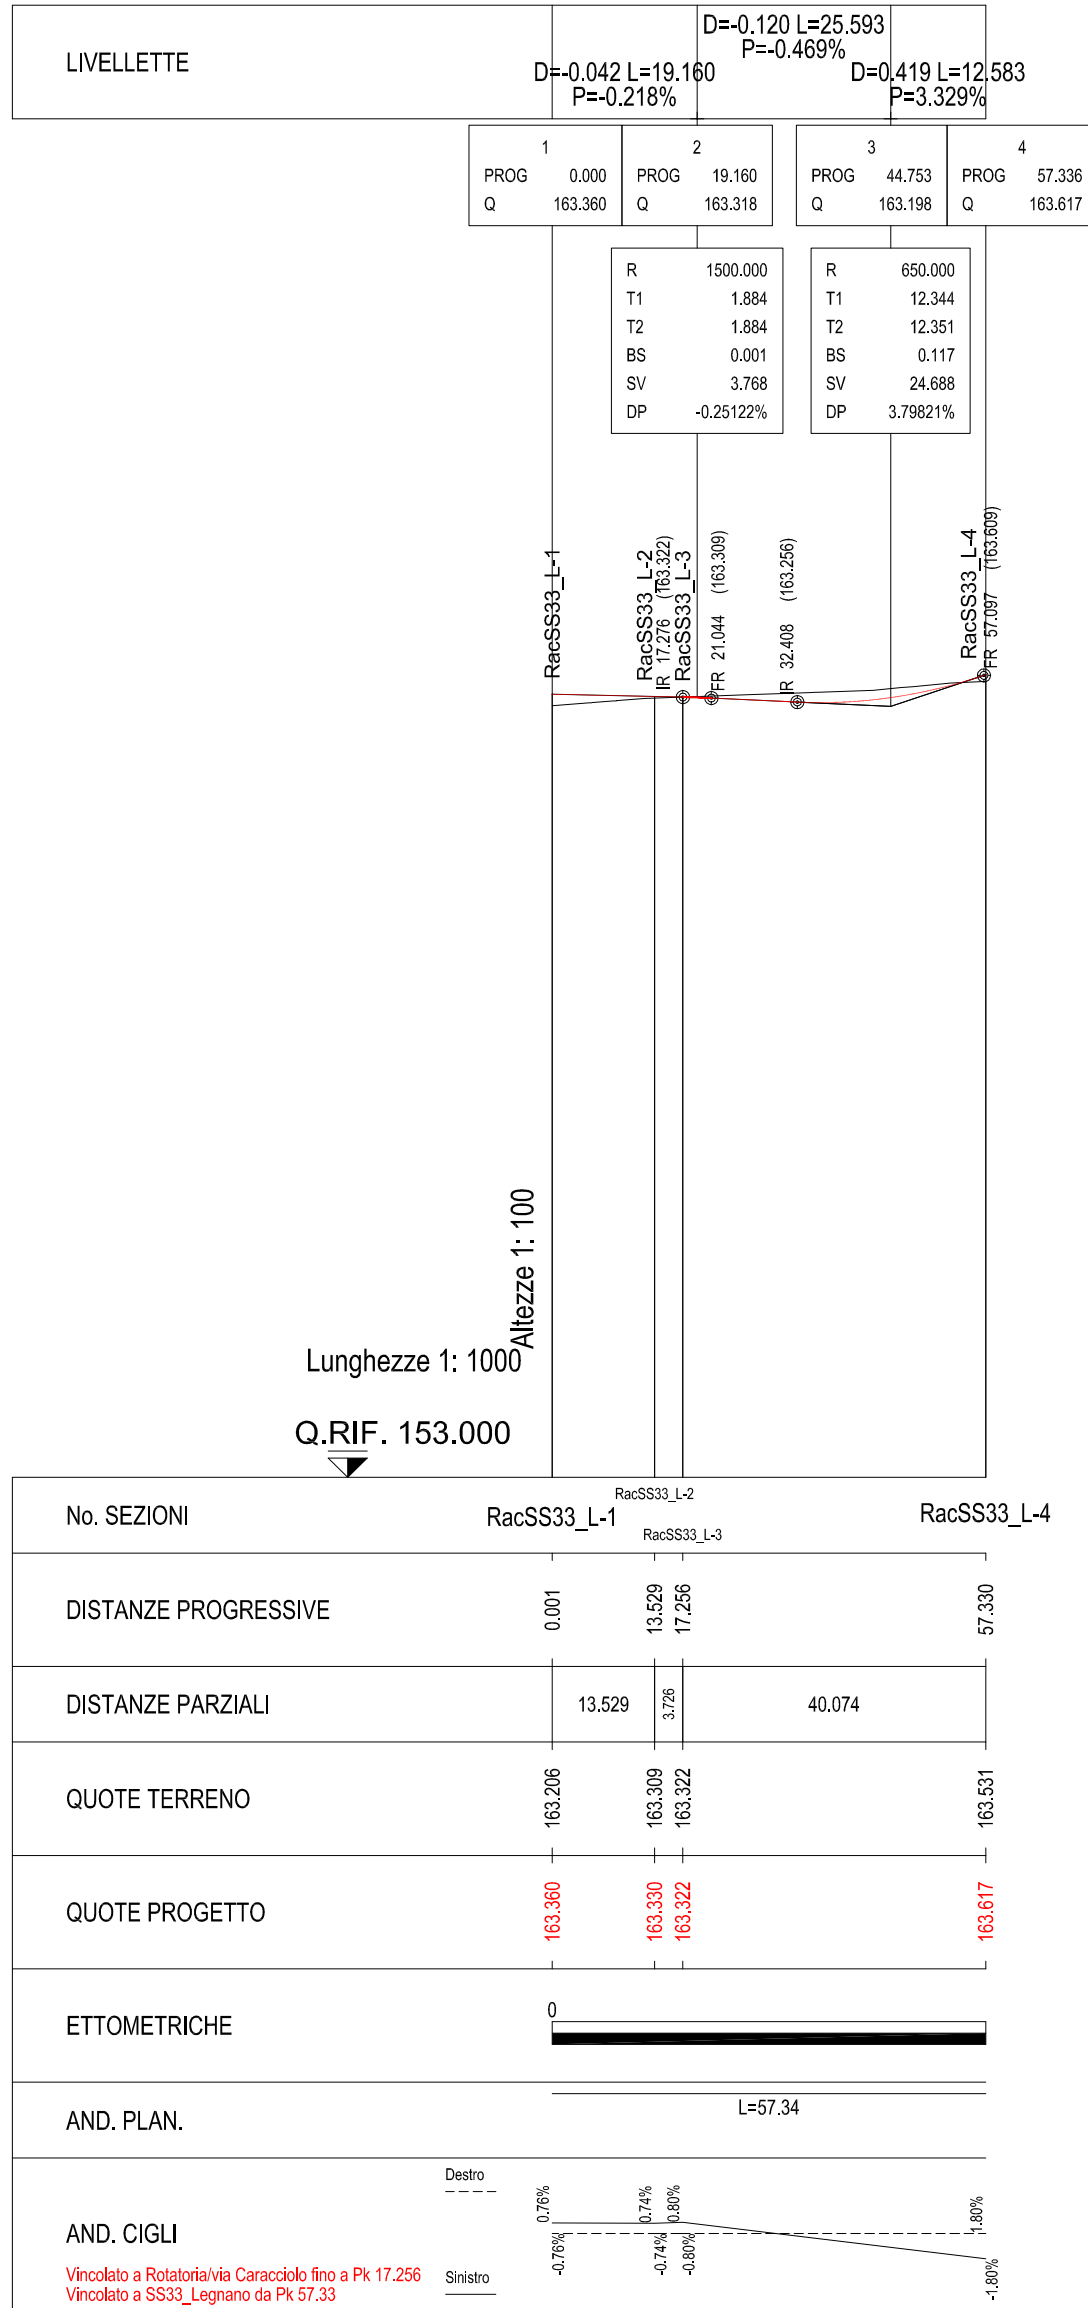 LIVELLETTE
D=-0.120 L=25.593
P=-0.469%
D=-0.042 L=19.160
P=-0.218%
D=0.419 L=12.583
P=3.329%
1
PROG 0.000
Q 163.360
2
PROG 19.160
Q 163.318
3
PROG 44.753
Q 163.198
4
PROG 57.336
Q 163.617
R 1500.000
T1 1.884
T2 1.884
BS 0.001
SV 3.768
DP -0.25122%
R 650.000
T1 12.344
T2 12.351
BS 0.117
SV 24.688
DP 3.79821%
RacSS33_L-1
RacSS33_L-2
IR 17.276 (163.322)
RacSS33_L-3
FR 21.044 (163.309)
IR 32.408 (163.256)
RacSS33_L-4
FR 57.097 (163.609)
Altezze 1: 100
Lunghezze 1: 1000
Q.RIF. 153.000
No. SEZIONI
RacSS33_L-1
RacSS33_L-2
RacSS33_L-3
RacSS33_L-4
DISTANZE PROGRESSIVE
0.001
13.529
17.256
57.330
DISTANZE PARZIALI
13.529
3.726
40.074
QUOTE TERRENO
163.206
163.309
163.322
163.531
QUOTE PROGETTO
163.360
163.330
163.322
163.617
ETTOMETRICHE
0
AND. PLAN.
L=57.34
AND. CIGLI
Destro
Sinistro
0.76%
0.74%
0.80%
1.80%
-0.76%
-0.74%
-0.80%
-1.80%
Vincolato a Rotatoria/via Caracciolo fino a Pk 17.256
Vincolato a SS33_Legnano da Pk 57.33